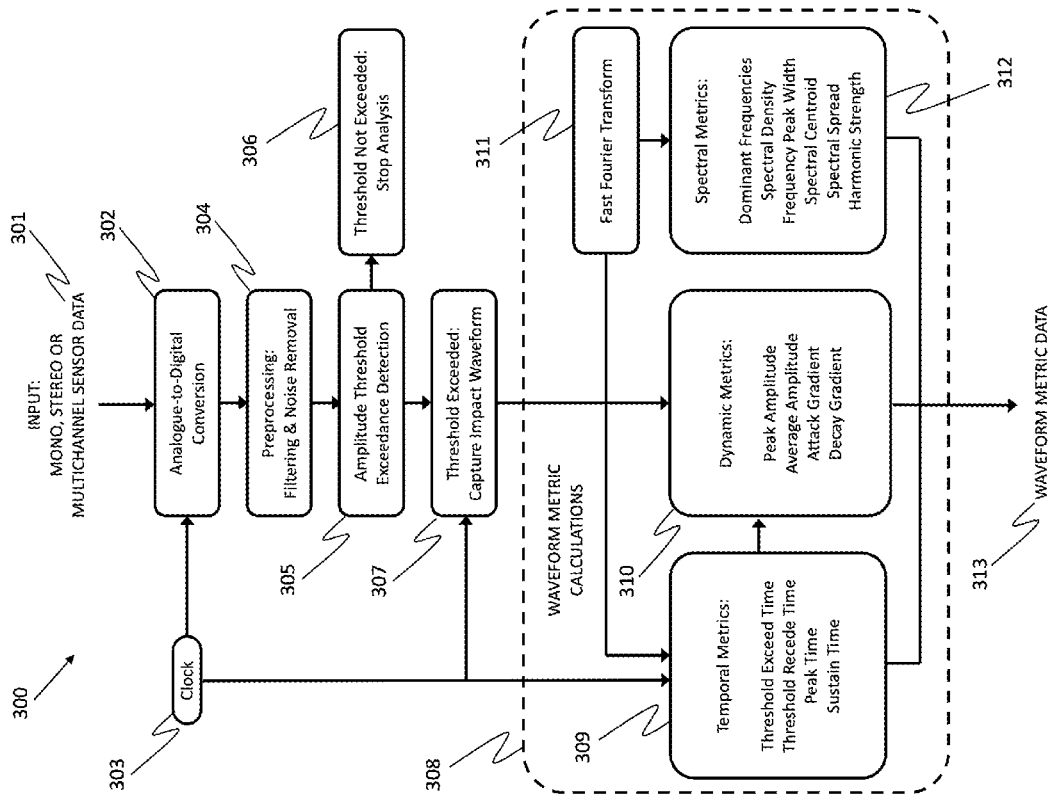 300
INPUT:
MONO, STEREO OR
MULTICHANNEL SENSOR DATA
301
303
Clock
Analogue-to-Digital
Conversion
302
Preprocessing:
Filtering & Noise Removal
304
305
Amplitude Threshold
Exceedance Detection
Threshold Not Exceeded:
Stop Analysis
306
307
Threshold Exceeded:
Capture Impact Waveform
308
WAVEFORM METRIC
CALCULATIONS
311
Fast Fourier Transform
309
Temporal Metrics:
Threshold Exceed Time
Threshold Recede Time
Peak Time
Sustain Time
310
Dynamic Metrics:
Peak Amplitude
Average Amplitude
Attack Gradient
Decay Gradient
Spectral Metrics:
Dominant Frequencies
Spectral Density
Frequency Peak Width
Spectral Centroid
Spectral Spread
Harmonic Strength
312
313
WAVEFORM METRIC DATA